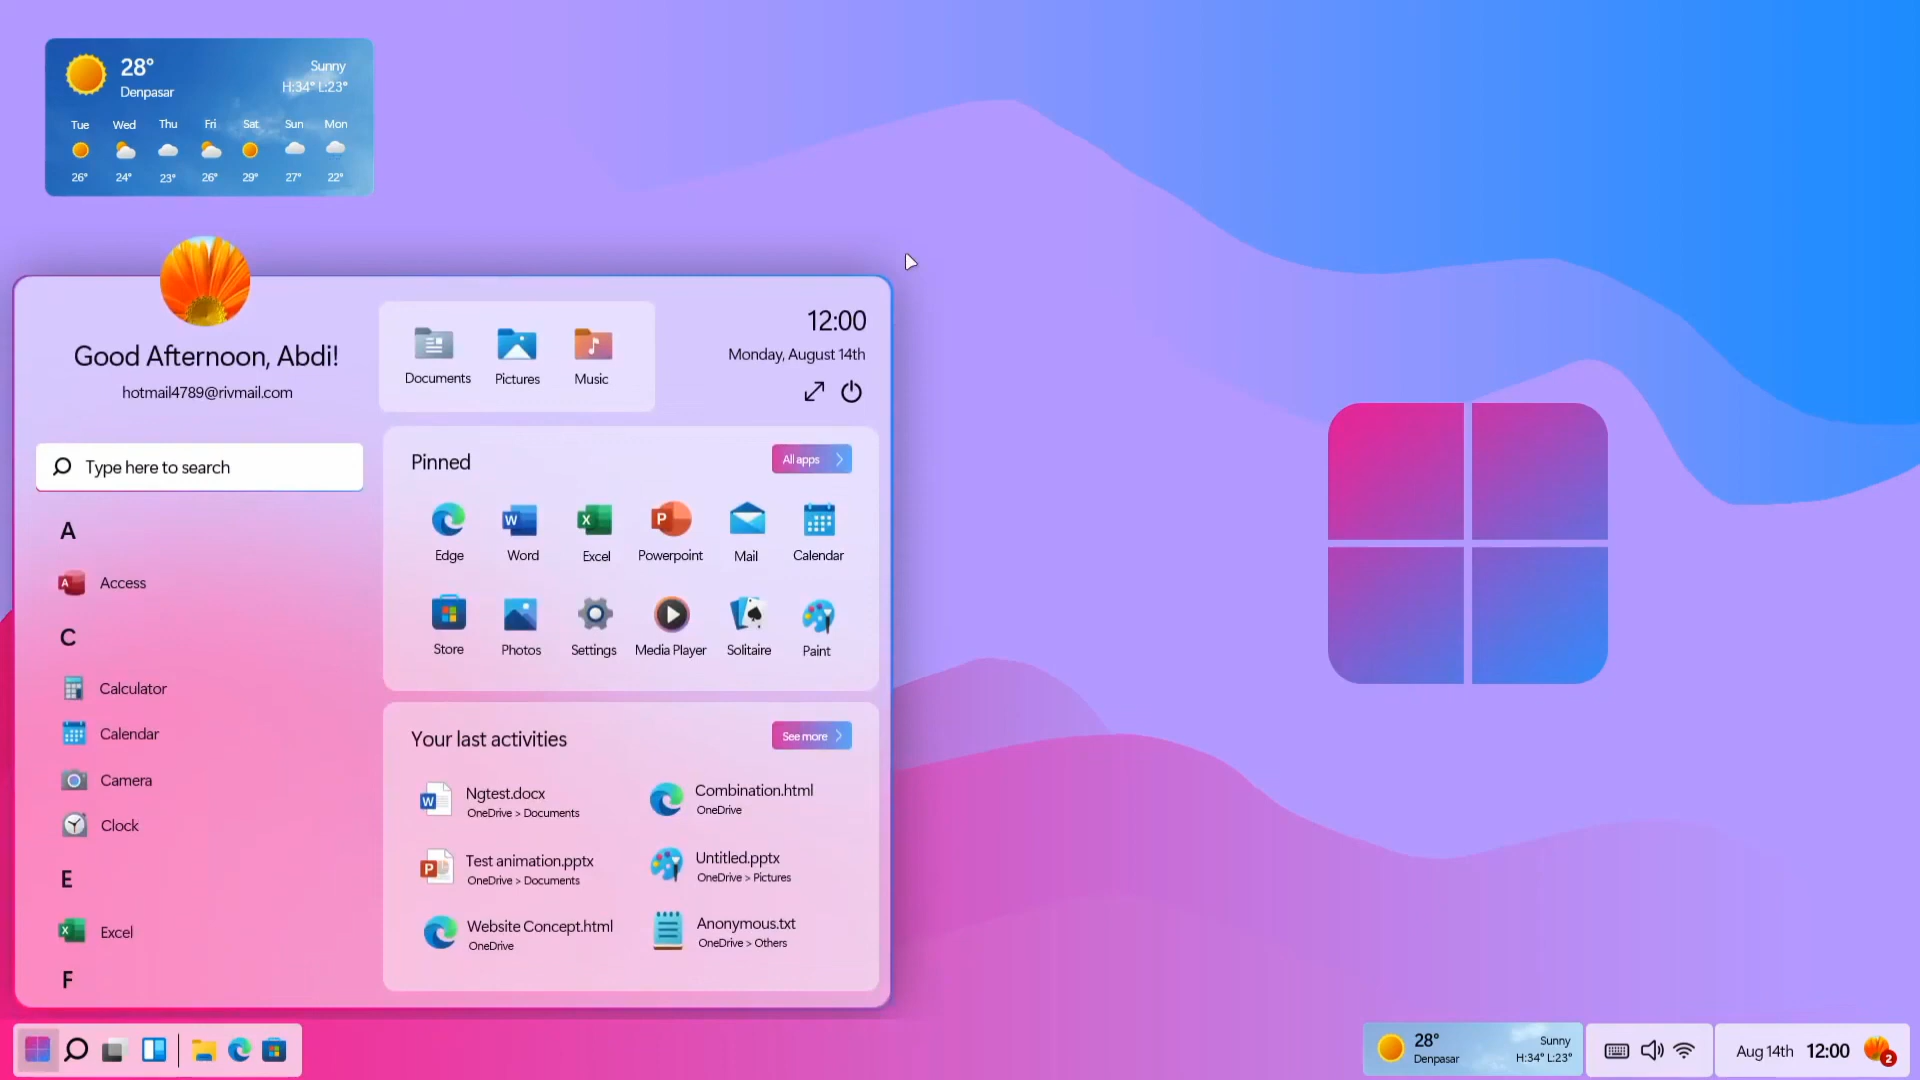 28°
Denpasar
Sunny
H:34° L:23°
Tue Wed Thu Fri Sat Sun Mon
26° 24° 23° 26° 29° 27° 22°
Good Afternoon, Abdi!
hotmail4789@rivmail.com
Type here to search
A
Access
C
Calculator
Calendar
Camera
Clock
E
Excel
F
Documents Pictures Music
12:00
Monday, August 14th
Pinned
All apps
Edge Word Excel Powerpoint Mail Calendar
Store Photos Settings Media Player Solitaire Paint
Your last activities
See more
Ngtest.docx
OneDrive > Documents
Combination.html
OneDrive
Test animation.pptx
OneDrive > Documents
Untitled.pptx
OneDrive > Pictures
Website Concept.html
OneDrive
Anonymous.txt
OneDrive > Others
28°
Denpasar
Sunny
H:34° L:23°
Aug 14th 12:00
2